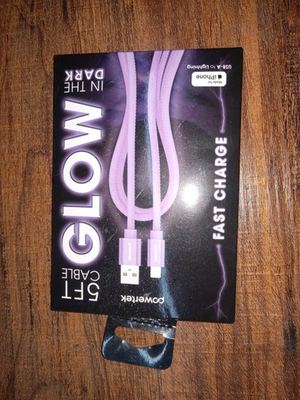 powertek
5FT
CABLE
GLOW
IN THE
DARK
FAST CHARGE
Made for
iPhone
USB-A to Lightning